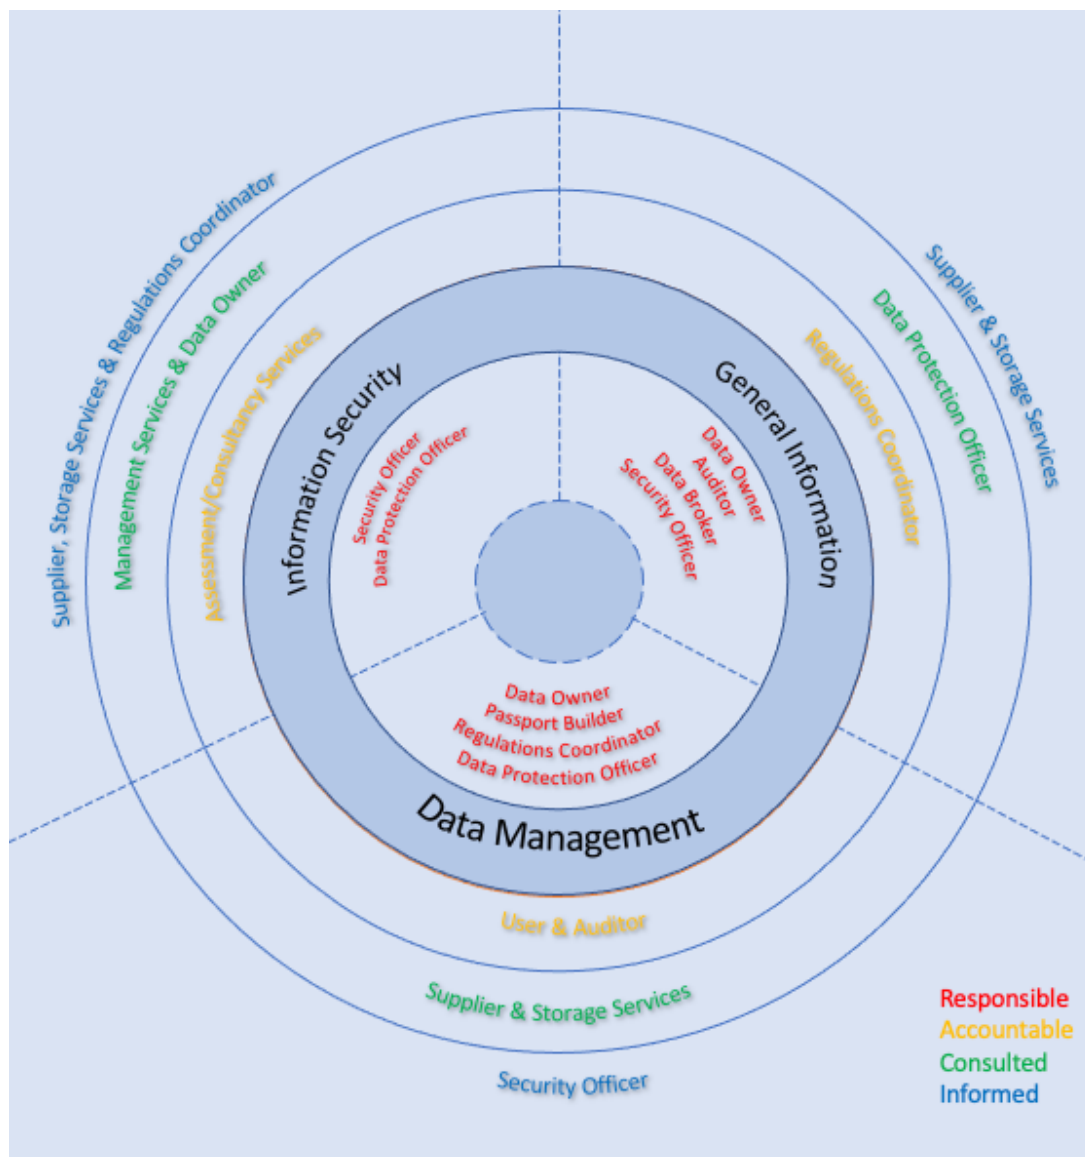 Supplier, Storage Services & Regulations Coordinator
Management Services & Data Owner
Assessment/Consultancy Services
Information Security
Security Officer
Data Protection Officer
Supplier & Storage Services
Data Protection Officer
Regulations Coordinator
General Information
Data Owner
Auditor
Data Broker
Security Officer
Data Owner
Passport Builder
Regulations Coordinator
Data Protection Officer
Data Management
User & Auditor
Supplier & Storage Services
Security Officer
Responsible
Accountable
Consulted
Informed